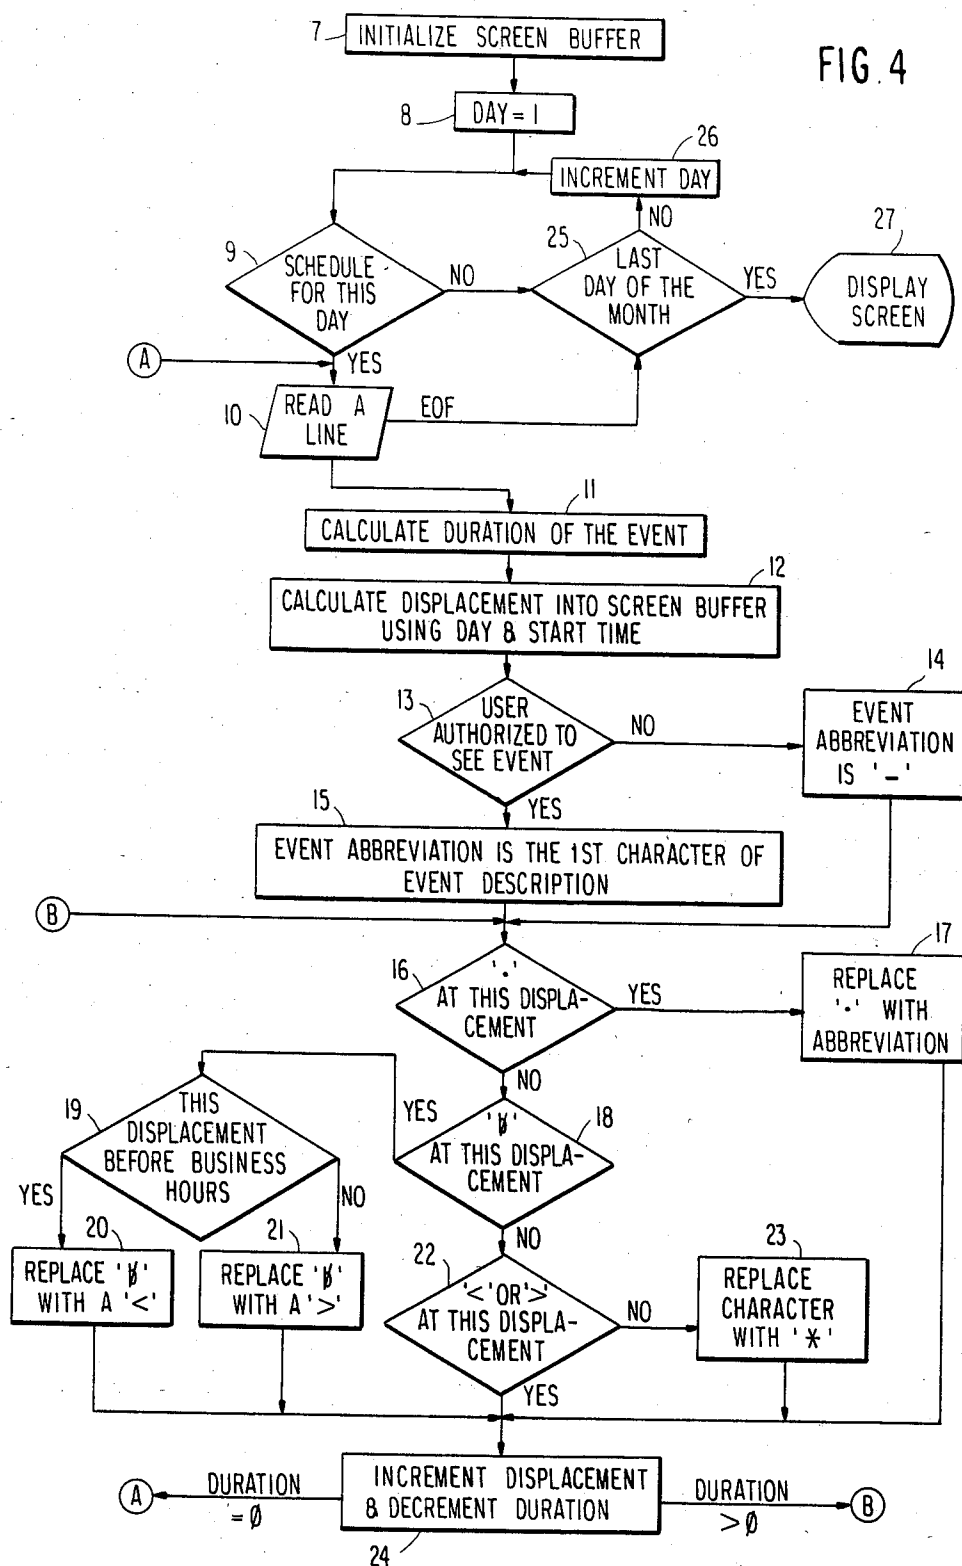 7
INITIALIZE SCREEN BUFFER
FIG. 4
8
DAY = 1
26
INCREMENT DAY
NO
9
SCHEDULE
FOR THIS
DAY
NO
25
LAST
DAY OF THE
MONTH
YES
27
DISPLAY
SCREEN
A
YES
10
READ A
LINE
EOF
11
CALCULATE DURATION OF THE EVENT
12
CALCULATE DISPLACEMENT INTO SCREEN BUFFER
USING DAY & START TIME
13
USER
AUTHORIZED TO
SEE EVENT
NO
14
EVENT
ABBREVIATION
IS '–'
YES
15
EVENT ABBREVIATION IS THE 1ST CHARACTER OF
EVENT DESCRIPTION
B
16
'·'
AT THIS DISPLA-
CEMENT
YES
17
REPLACE
'·' WITH
ABBREVIATION
NO
18
'b̸'
AT THIS DISPLA-
CEMENT
YES
19
THIS
DISPLACEMENT
BEFORE BUSINESS
HOURS
YES
NO
20
REPLACE 'b̸'
WITH A '<'
21
REPLACE 'b̸'
WITH A '>'
NO
22
'<' OR '>'
AT THIS DISPLA-
CEMENT
NO
23
REPLACE
CHARACTER
WITH '*'
YES
A
DURATION
= Ø
INCREMENT DISPLACEMENT
& DECREMENT DURATION
DURATION
> Ø
B
24